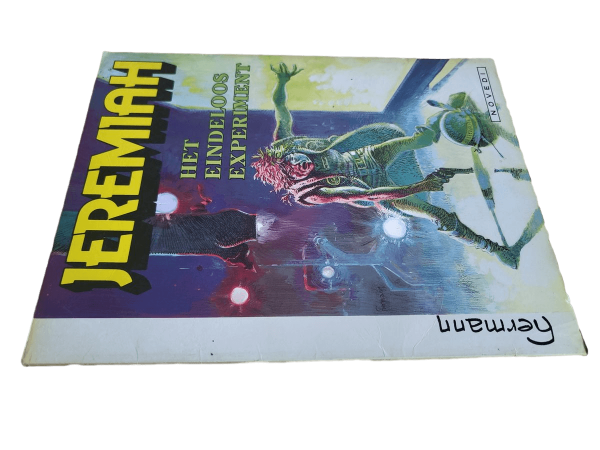 JEREMIAH
HET
EINDELOOS
EXPERIMENT
NOVEDI
hermann